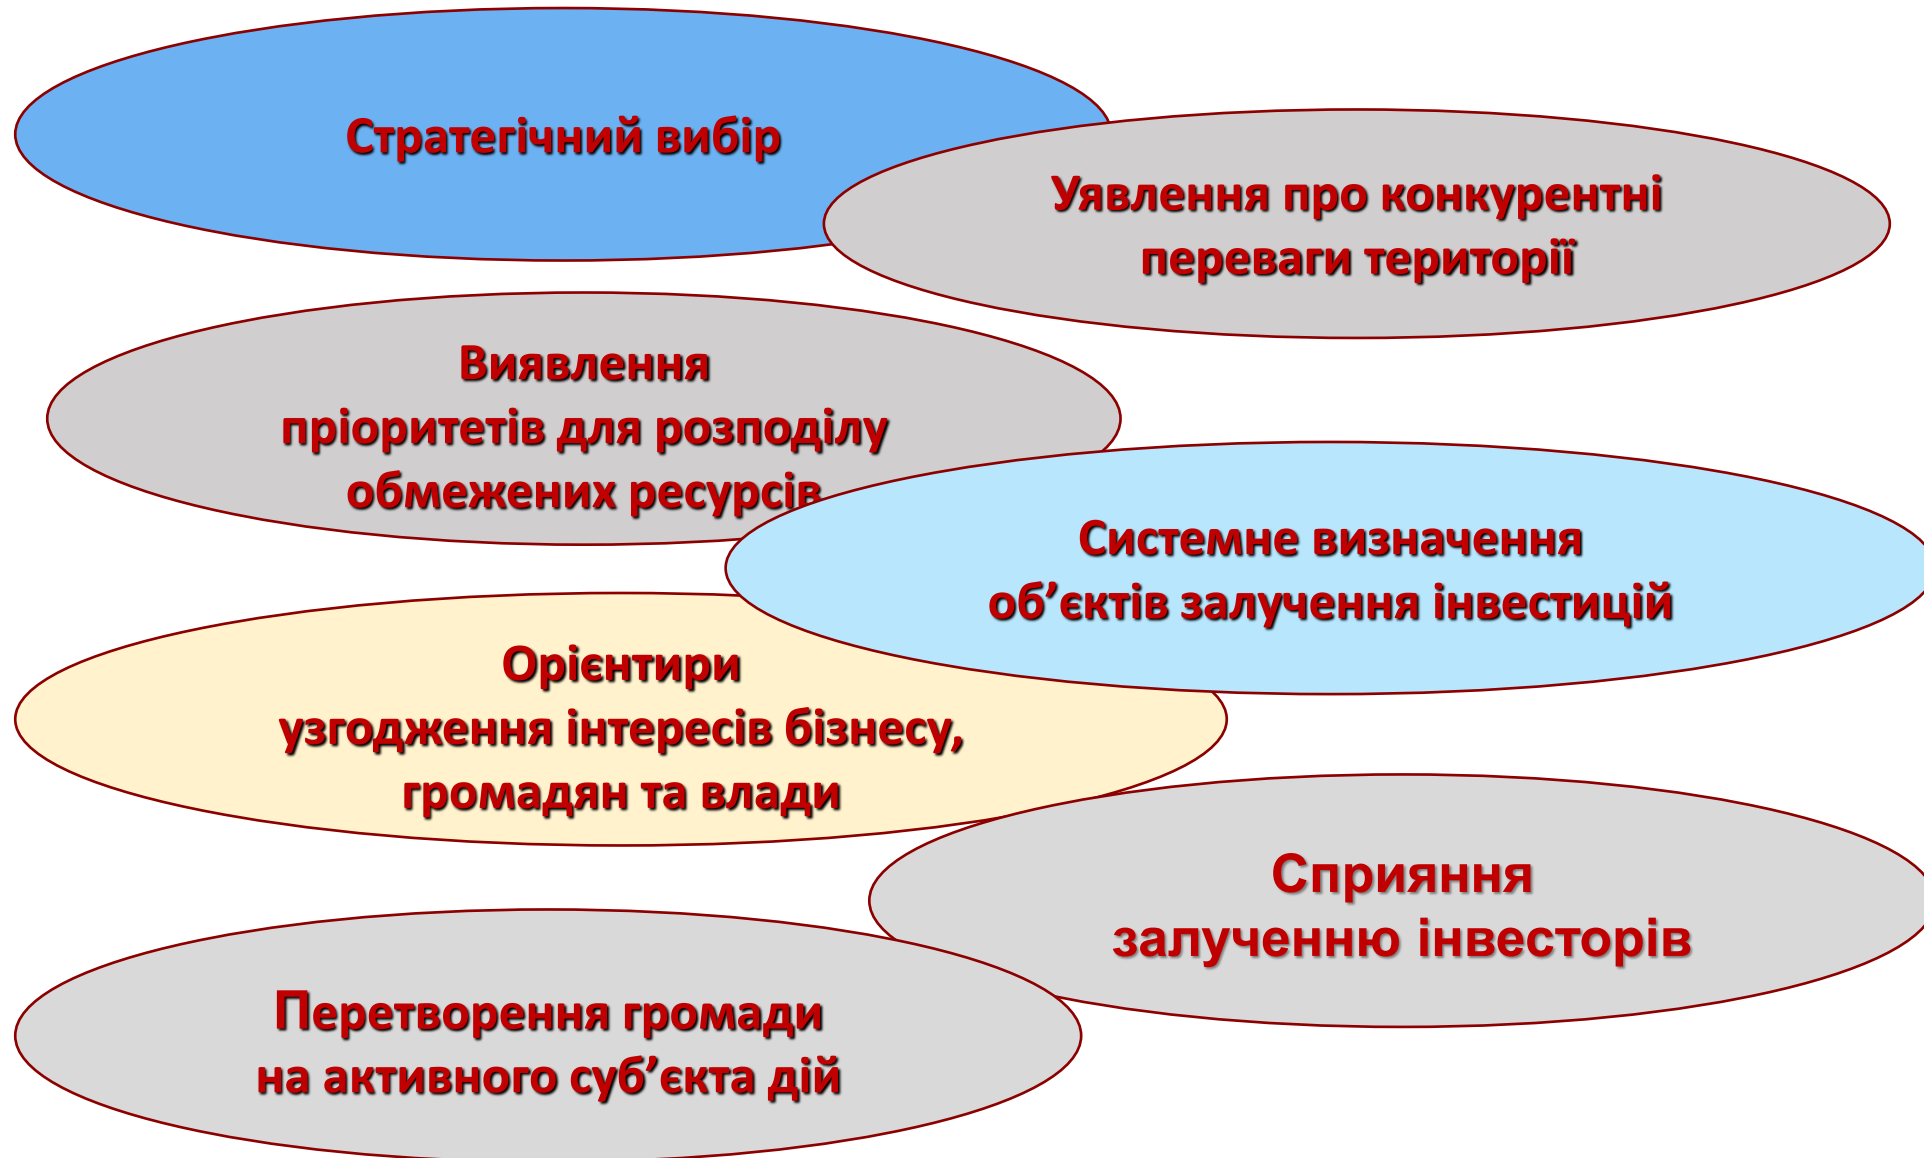 Стратегічний вибір
Уявлення про конкурентні
переваги території
Виявлення
пріоритетів для розподілу
обмежених ресурсів
Системне визначення
об’єктів залучення інвестицій
Орієнтири
узгодження інтересів бізнесу,
громадян та влади
Сприяння
залученню інвесторів
Перетворення громади
на активного суб’єкта дій